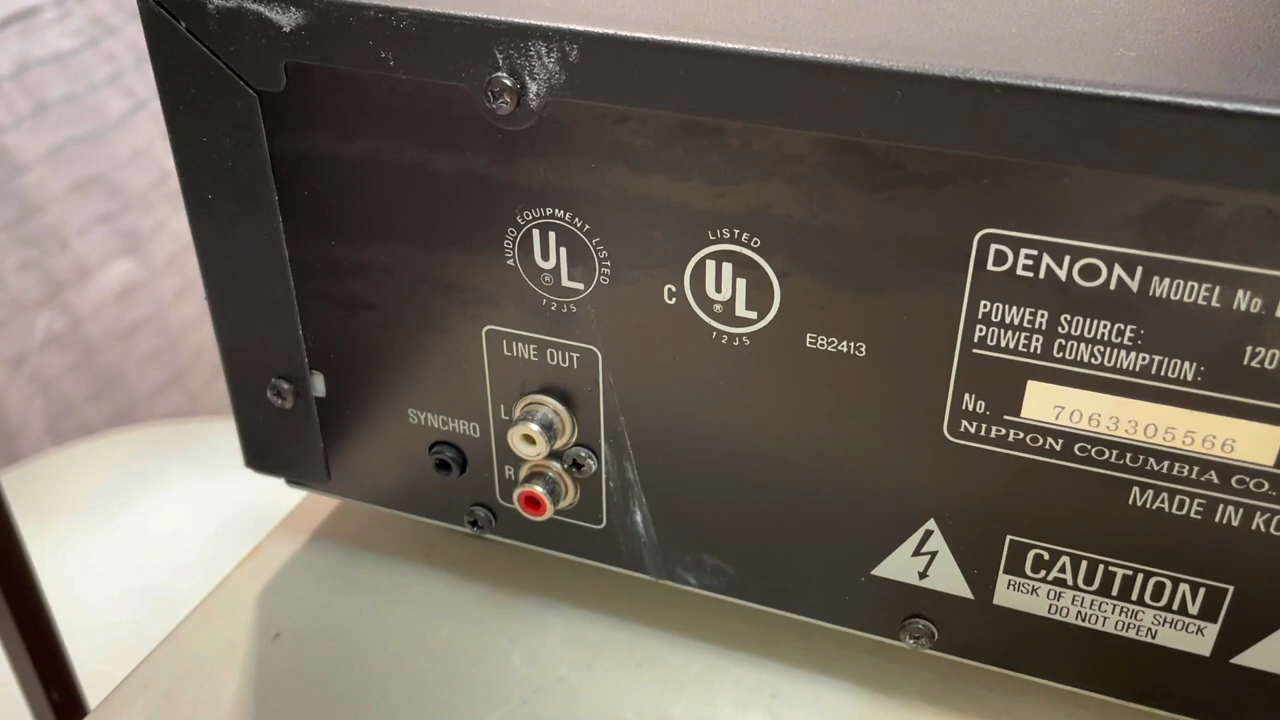 AUDIO EQUIPMENT LISTED
UL
®
12J5
LISTED
C UL
®
12J5
E82413
LINE OUT
L
R
SYNCHRO
DENON MODEL No.
POWER SOURCE: 120
POWER CONSUMPTION:
No. 7063305566
NIPPON COLUMBIA CO.,
MADE IN
CAUTION
RISK OF ELECTRIC SHOCK
DO NOT OPEN